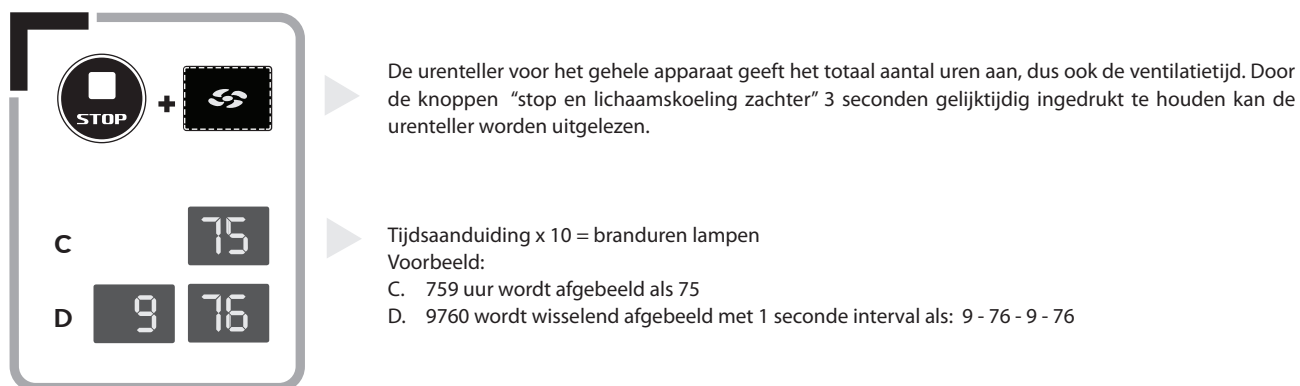 STOP +
De urenteller voor het gehele apparaat geeft het totaal aantal uren aan, dus ook de ventilatietijd. Door
de knoppen “stop en lichaamskoeling zachter” 3 seconden gelijktijdig ingedrukt te houden kan de
urenteller worden uitgelezen.
C 75
D 9 76
Tijdsaanduiding x 10 = branduren lampen
Voorbeeld:
C. 759 uur wordt afgebeeld als 75
D. 9760 wordt wisselend afgebeeld met 1 seconde interval als: 9 - 76 - 9 - 76